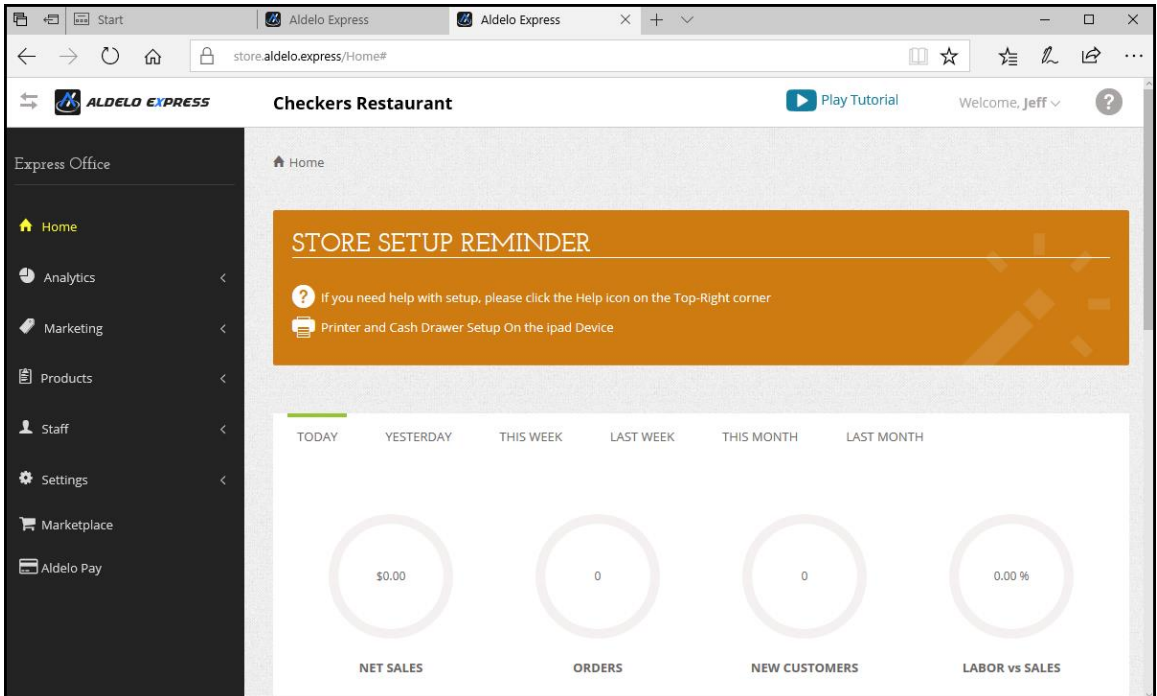 Start
Aldelo Express
Aldelo Express
store.aldelo.express/Home#
ALDELO EXPRESS
Checkers Restaurant
Play Tutorial
Welcome, Jeff
?
Express Office
Home
Analytics
Marketing
Products
Staff
Settings
Marketplace
Aldelo Pay
Home
STORE SETUP REMINDER
? If you need help with setup, please click the Help icon on the Top-Right corner
Printer and Cash Drawer Setup On the ipad Device
TODAY YESTERDAY THIS WEEK LAST WEEK THIS MONTH LAST MONTH
$0.00 0 0 0.00 %
NET SALES ORDERS NEW CUSTOMERS LABOR vs SALES